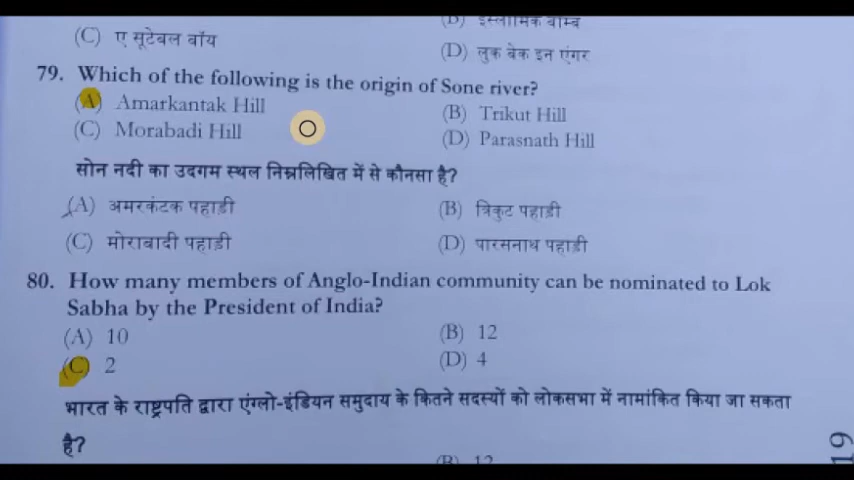 (B) इस्लामिक बॉम्ब
(C) ए सूटेबल बॉय
(D) लुक बेक इन एंगर
79. Which of the following is the origin of Sone river?
(A) Amarkantak Hill
(B) Trikut Hill
(C) Morabadi Hill
(D) Parasnath Hill
सोन नदी का उदगम स्थल निम्नलिखित में से कौनसा है?
(A) अमरकंटक पहाडी
(B) त्रिकुट पहाडी
(C) मोराबादी पहाडी
(D) पारसनाथ पहाडी
80. How many members of Anglo-Indian community can be nominated to Lok
Sabha by the President of India?
(A) 10
(B) 12
(C) 2
(D) 4
भारत के राष्ट्रपति द्वारा एंग्लो-इंडियन समुदाय के कितने सदस्यों को लोकसभा में नामांकित किया जा सकता
है?
(B) 12
19